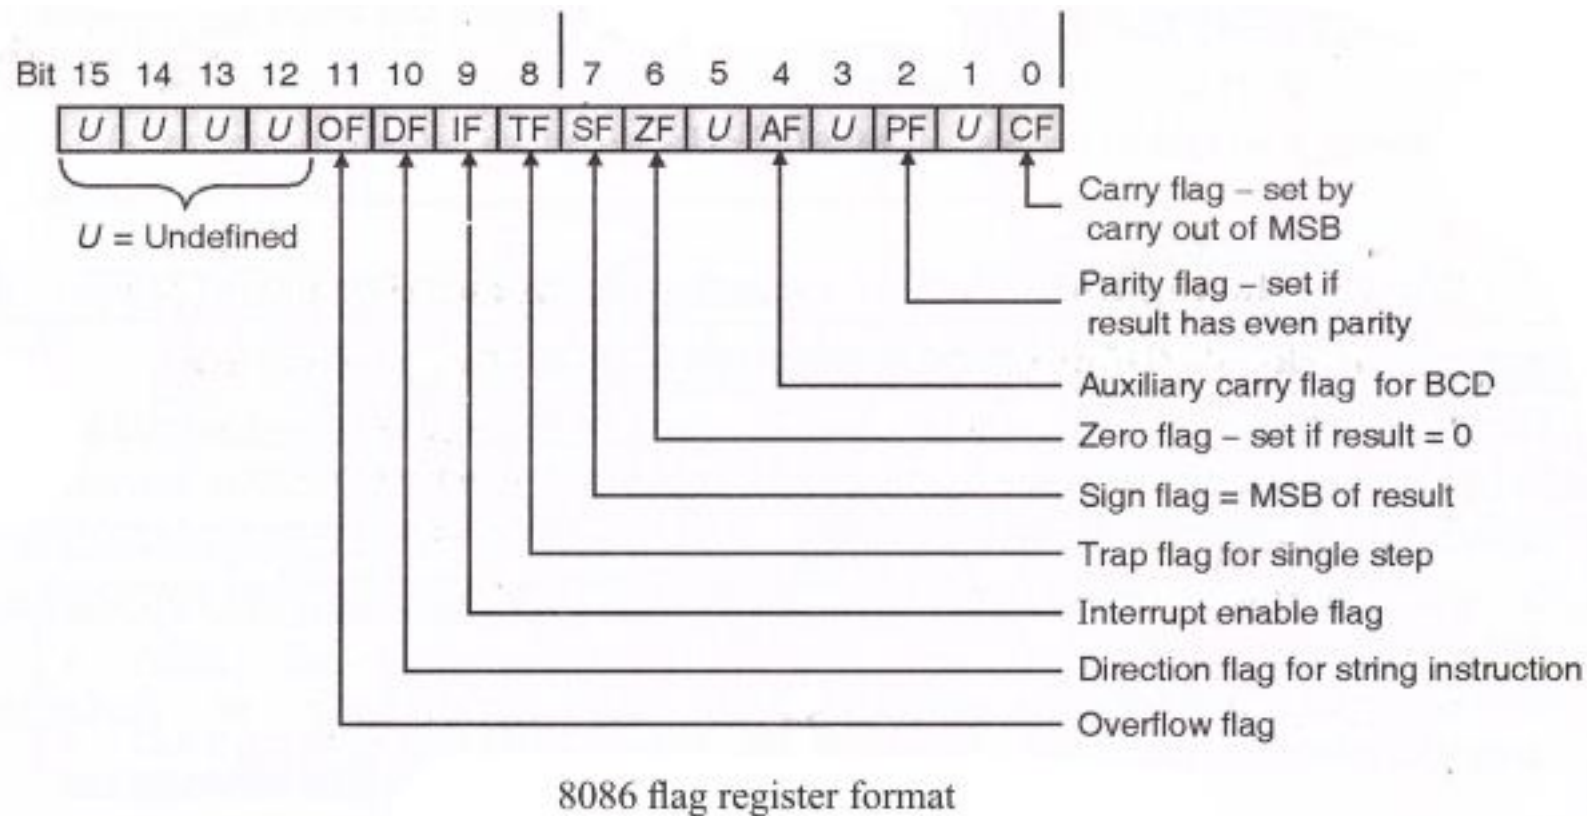 Bit 15 14 13 12 11 10 9 8 7 6 5 4 3 2 1 0
U U U U OF DF IF TF SF ZF U AF U PF U CF
U = Undefined
Carry flag – set by
carry out of MSB
Parity flag – set if
result has even parity
Auxiliary carry flag for BCD
Zero flag – set if result = 0
Sign flag = MSB of result
Trap flag for single step
Interrupt enable flag
Direction flag for string instruction
Overflow flag
8086 flag register format